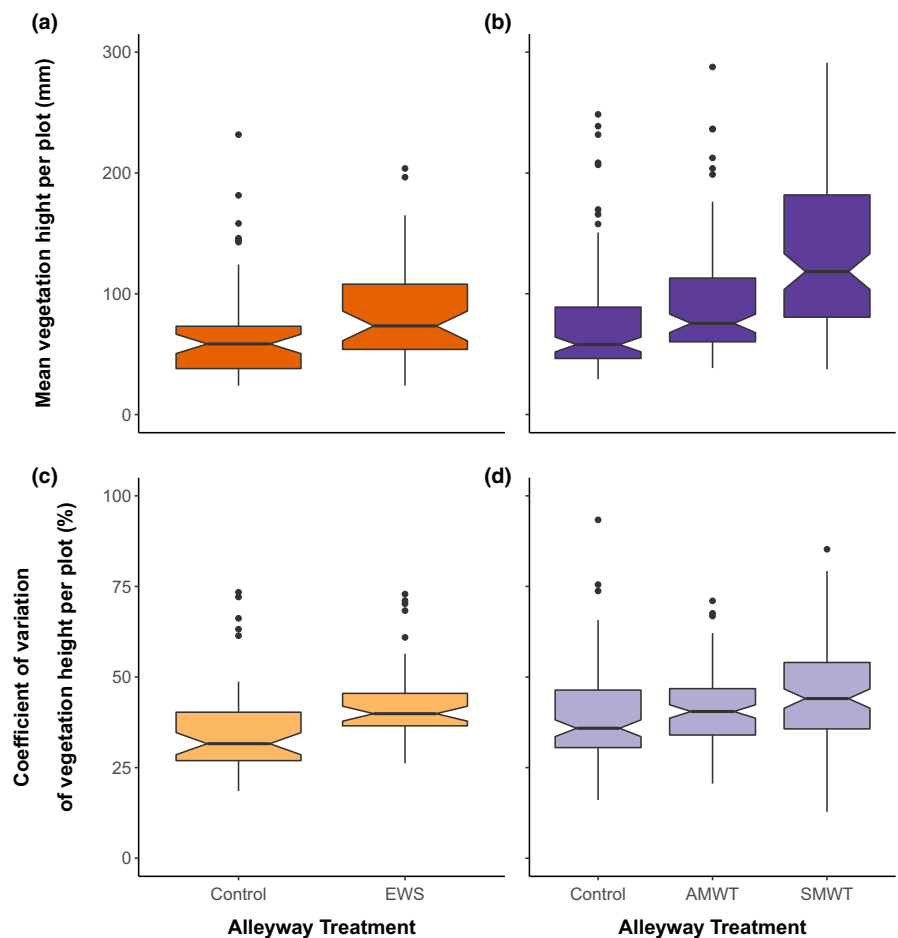 (a)
(b)
Mean vegetation hight per plot (mm)
300
200
100
0
(c)
(d)
Coefficient of variation
of vegetation height per plot (%)
100
75
50
25
0
Control
EWS
Control
AMWT
SMWT
Alleyway Treatment
Alleyway Treatment